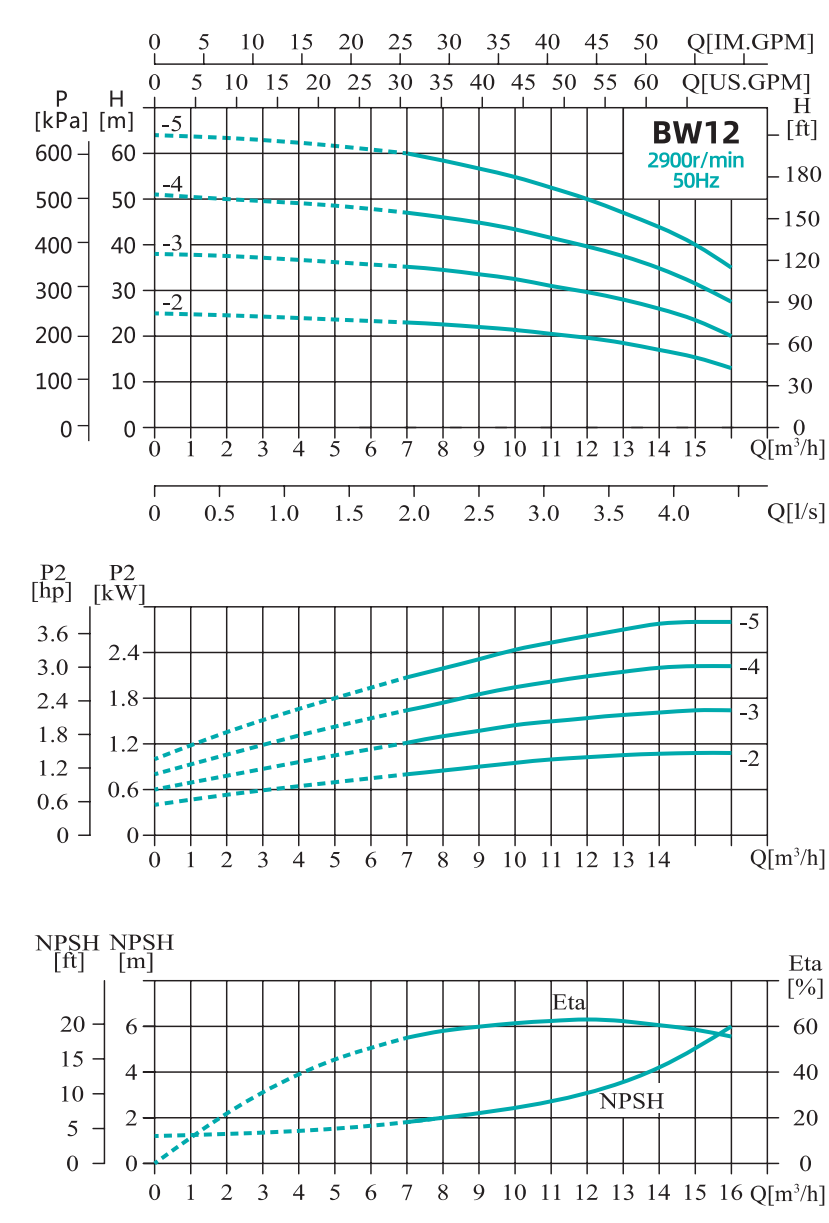 0 5 10 15 20 25 30 35 40 45 50 Q[IM.GPM]
0 5 10 15 20 25 30 35 40 45 50 55 60 Q[US.GPM]
P H H
[kPa] [m] [ft]
-5 BW12
600 60 2900r/min
180
-4 50Hz
500 50
150
400 -3 40
120
300 -2 30
90
200 20
60
100 10
30
0 0 0
0 1 2 3 4 5 6 7 8 9 10 11 12 13 14 15 Q[m³/h]
0 0.5 1.0 1.5 2.0 2.5 3.0 3.5 4.0 Q[l/s]
P2 P2
[hp] [kW]
3.6 -5
3.0 2.4 -4
2.4 1.8 -3
1.8 1.2
1.2 -2
0.6 0.6
0 0
0 1 2 3 4 5 6 7 8 9 10 11 12 13 14 Q[m³/h]
NPSH NPSH Eta
[ft] [m] [%]
Eta
20 6 60
15
4 40
10 NPSH
5 2 20
0 0 0
0 1 2 3 4 5 6 7 8 9 10 11 12 13 14 15 16 Q[m³/h]